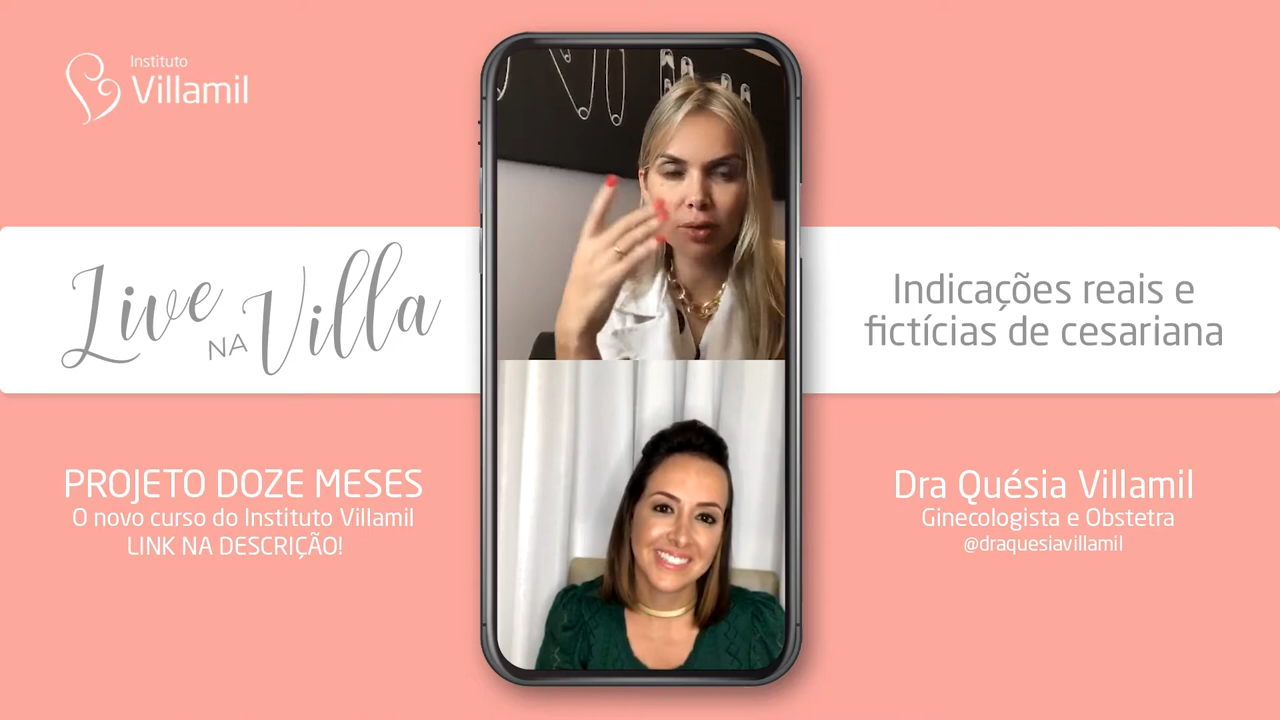 Instituto
Villamil
Live NA Villa
Indicações reais e
fictícias de cesariana
PROJETO DOZE MESES
O novo curso do Instituto Villamil
LINK NA DESCRIÇÃO!
Dra Quésia Villamil
Ginecologista e Obstetra
@draquesiavillamil